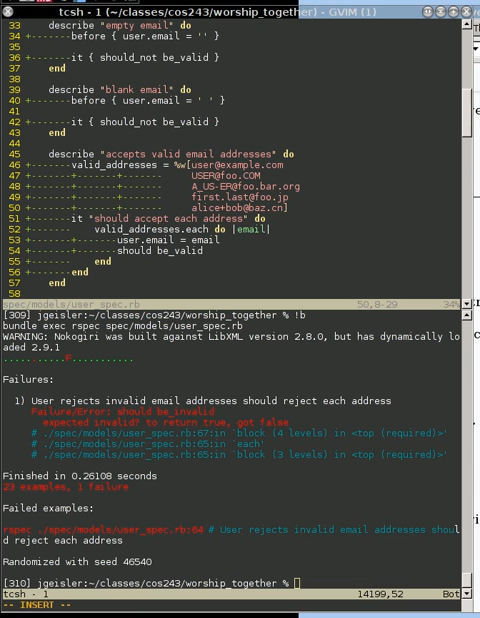 tcsh - 1 (~/classes/cos243/worship_together) - GVIM (1)
33 describe "empty email" do
34 +-------before { user.email = '' }
35
36 +-------it { should_not be_valid }
37 end
38
39 describe "blank email" do
40 +-------before { user.email = ' ' }
41
42 +-------it { should_not be_valid }
43 end
44
45 describe "accepts valid email addresses" do
46 +-------valid_addresses = %w[user@example.com
47 +-------+-------+------- USER@foo.COM
48 +-------+-------+------- A_US-ER@foo.bar.org
49 +-------+-------+------- first.last@foo.jp
50 +-------+-------+------- alice+bob@baz.cn]
51 +-------it "should accept each address" do
52 +------- valid_addresses.each do |email|
53 +-------+-------user.email = email
54 +-------+-------should be_valid
55 +------- end
56 +-------end
57 end
58
spec/models/user_spec.rb 50,8-29 34%
[309] jgeisler:~/classes/cos243/worship_together % !b
bundle exec rspec spec/models/user_spec.rb
WARNING: Nokogiri was built against LibXML version 2.8.0, but has dynamically lo
aded 2.9.1
...........F...........
Failures:
1) User rejects invalid email addresses should reject each address
Failure/Error: should be_invalid
expected invalid? to return true, got false
# ./spec/models/user_spec.rb:67:in `block (4 levels) in <top (required)>'
# ./spec/models/user_spec.rb:65:in `each'
# ./spec/models/user_spec.rb:65:in `block (3 levels) in <top (required)>'
Finished in 0.26108 seconds
23 examples, 1 failure
Failed examples:
rspec ./spec/models/user_spec.rb:64 # User rejects invalid email addresses shoul
d reject each address
Randomized with seed 46540
[310] jgeisler:~/classes/cos243/worship_together %
tcsh - 1 14199,52 Bot
-- INSERT --